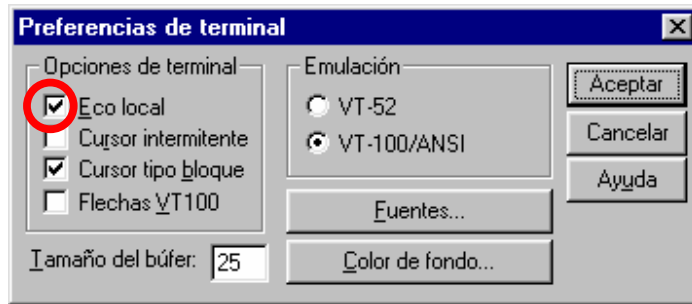 Preferencias de terminal
Opciones de terminal
Eco local
Cursor intermitente
Cursor tipo bloque
Flechas VT100
Tamaño del búfer: 25
Emulación
VT-52
VT-100/ANSI
Fuentes...
Color de fondo...
Aceptar
Cancelar
Ayuda